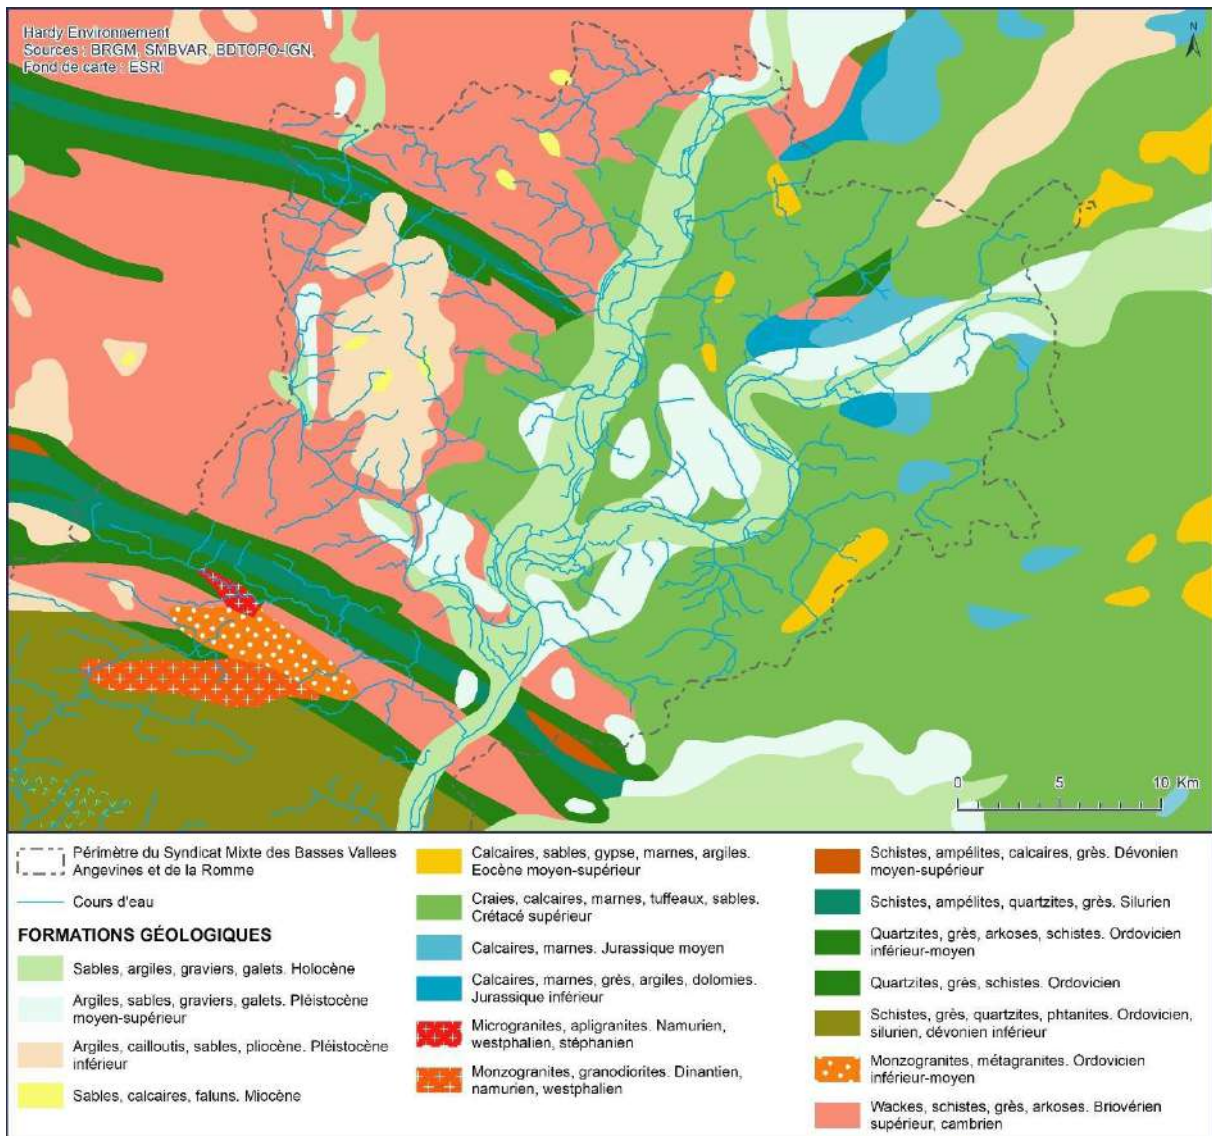 Hardy Environnement
Sources : BRGM, SMBVAR, BDTOPO-IGN,
Fond de carte : ESRI
N
0 5 10 Km
Périmètre du Syndicat Mixte des Basses Vallees
Angevines et de la Romme
Cours d'eau
FORMATIONS GÉOLOGIQUES
Sables, argiles, graviers, galets. Holocène
Argiles, sables, graviers, galets. Pléistocène
moyen-supérieur
Argiles, cailloutis, sables, pliocène. Pléistocène
inférieur
Sables, calcaires, faluns. Miocène
Calcaires, sables, gypse, marnes, argiles.
Eocène moyen-supérieur
Craies, calcaires, marnes, tuffeaux, sables.
Crétacé supérieur
Calcaires, marnes. Jurassique moyen
Calcaires, marnes, grès, argiles, dolomies.
Jurassique inférieur
Microgranites, apligranites. Namurien,
westphalien, stéphanien
Monzogranites, granodiorites. Dinantien,
namurien, westphalien
Schistes, ampélites, calcaires, grès. Dévonien
moyen-supérieur
Schistes, ampélites, quartzites, grès. Silurien
Quartzites, grès, arkoses, schistes. Ordovicien
inférieur-moyen
Quartzites, grès, schistes. Ordovicien
Schistes, grès, quartzites, phtanites. Ordovicien,
silurien, dévonien inférieur
Monzogranites, métagranites. Ordovicien
inférieur-moyen
Wackes, schistes, grès, arkoses. Briovérien
supérieur, cambrien